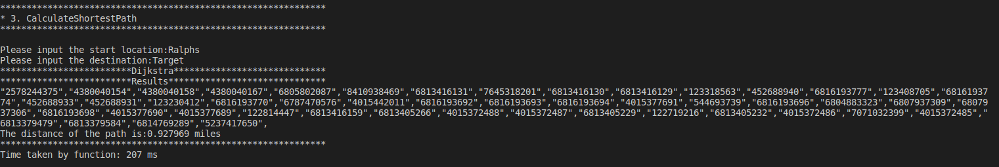 **************************************************************
* 3. CalculateShortestPath
**************************************************************
Please input the start location:Ralphs
Please input the destination:Target
*************************Dijkstra*****************************
*************************Results******************************
"2578244375","4380040154","4380040158","4380040167","6805802087","8410938469","6813416131","7645318201","6813416130","6813416129","123318563","452688940","6816193777","123408705","68161937
74","452688933","452688931","123230412","6816193770","6787470576","4015442011","6816193692","6816193693","6816193694","4015377691","544693739","6816193696","6804883323","6807937309","68079
37306","6816193698","4015377690","4015377689","122814447","6813416159","6813405266","4015372488","4015372487","6813405229","122719216","6813405232","4015372486","7071032399","4015372485","
6813379479","6813379584","6814769289","5237417650",
The distance of the path is:0.927969 miles
**************************************************************
Time taken by function: 207 ms